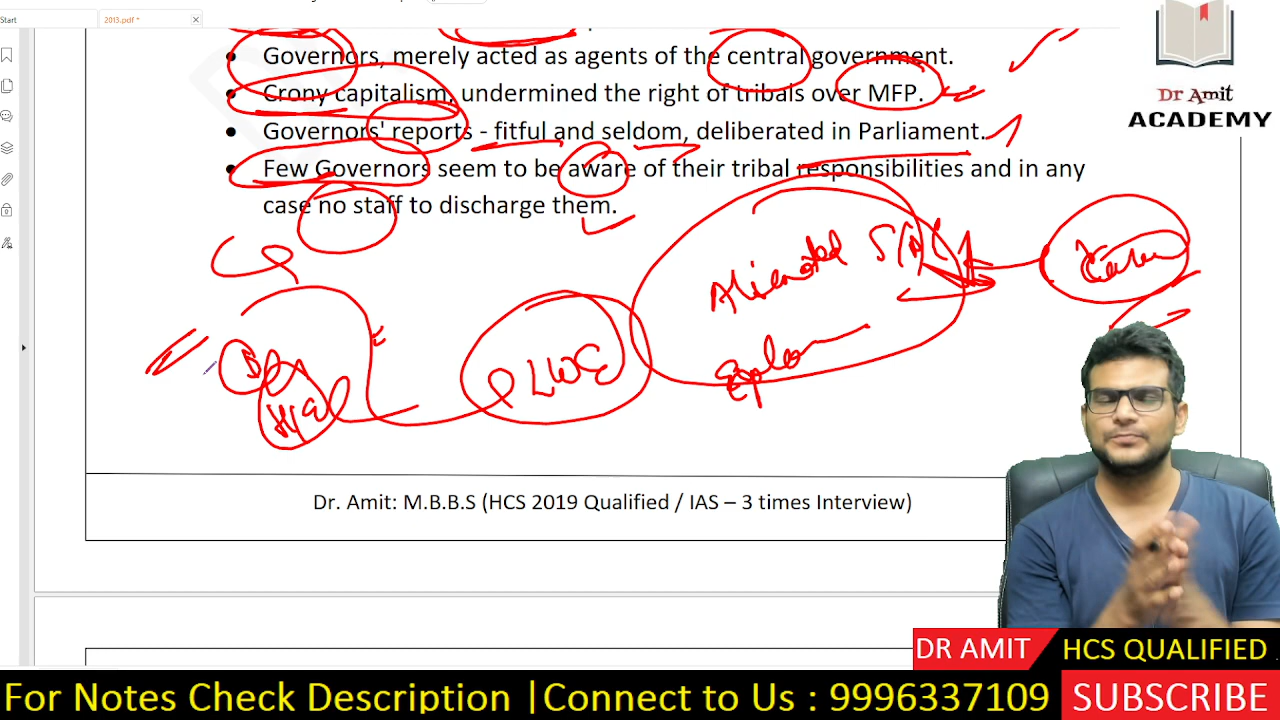 Start
2013.pdf *
• Governors, merely acted as agents of the central government.
• Crony capitalism, undermined the right of tribals over MFP.
• Governors' reports - fitful and seldom, deliberated in Parliament.
• Few Governors seem to be aware of their tribal responsibilities and in any
case no staff to discharge them.
LWE
Dr. Amit: M.B.B.S (HCS 2019 Qualified / IAS – 3 times Interview)
Dr Amit
ACADEMY
DR AMIT
HCS QUALIFIED
For Notes Check Description | Connect to Us : 9996337109
SUBSCRIBE